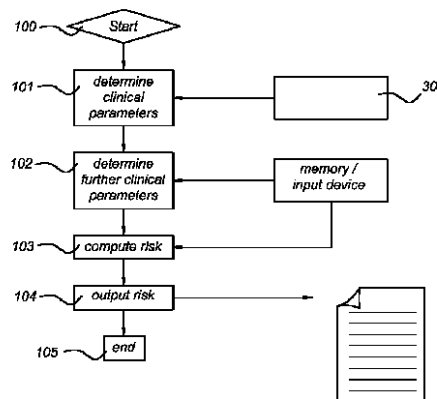 100
Start
101
determine
clinical
parameters
30
102
determine
further clinical
parameters
memory /
input device
103
compute risk
104
output risk
105
end